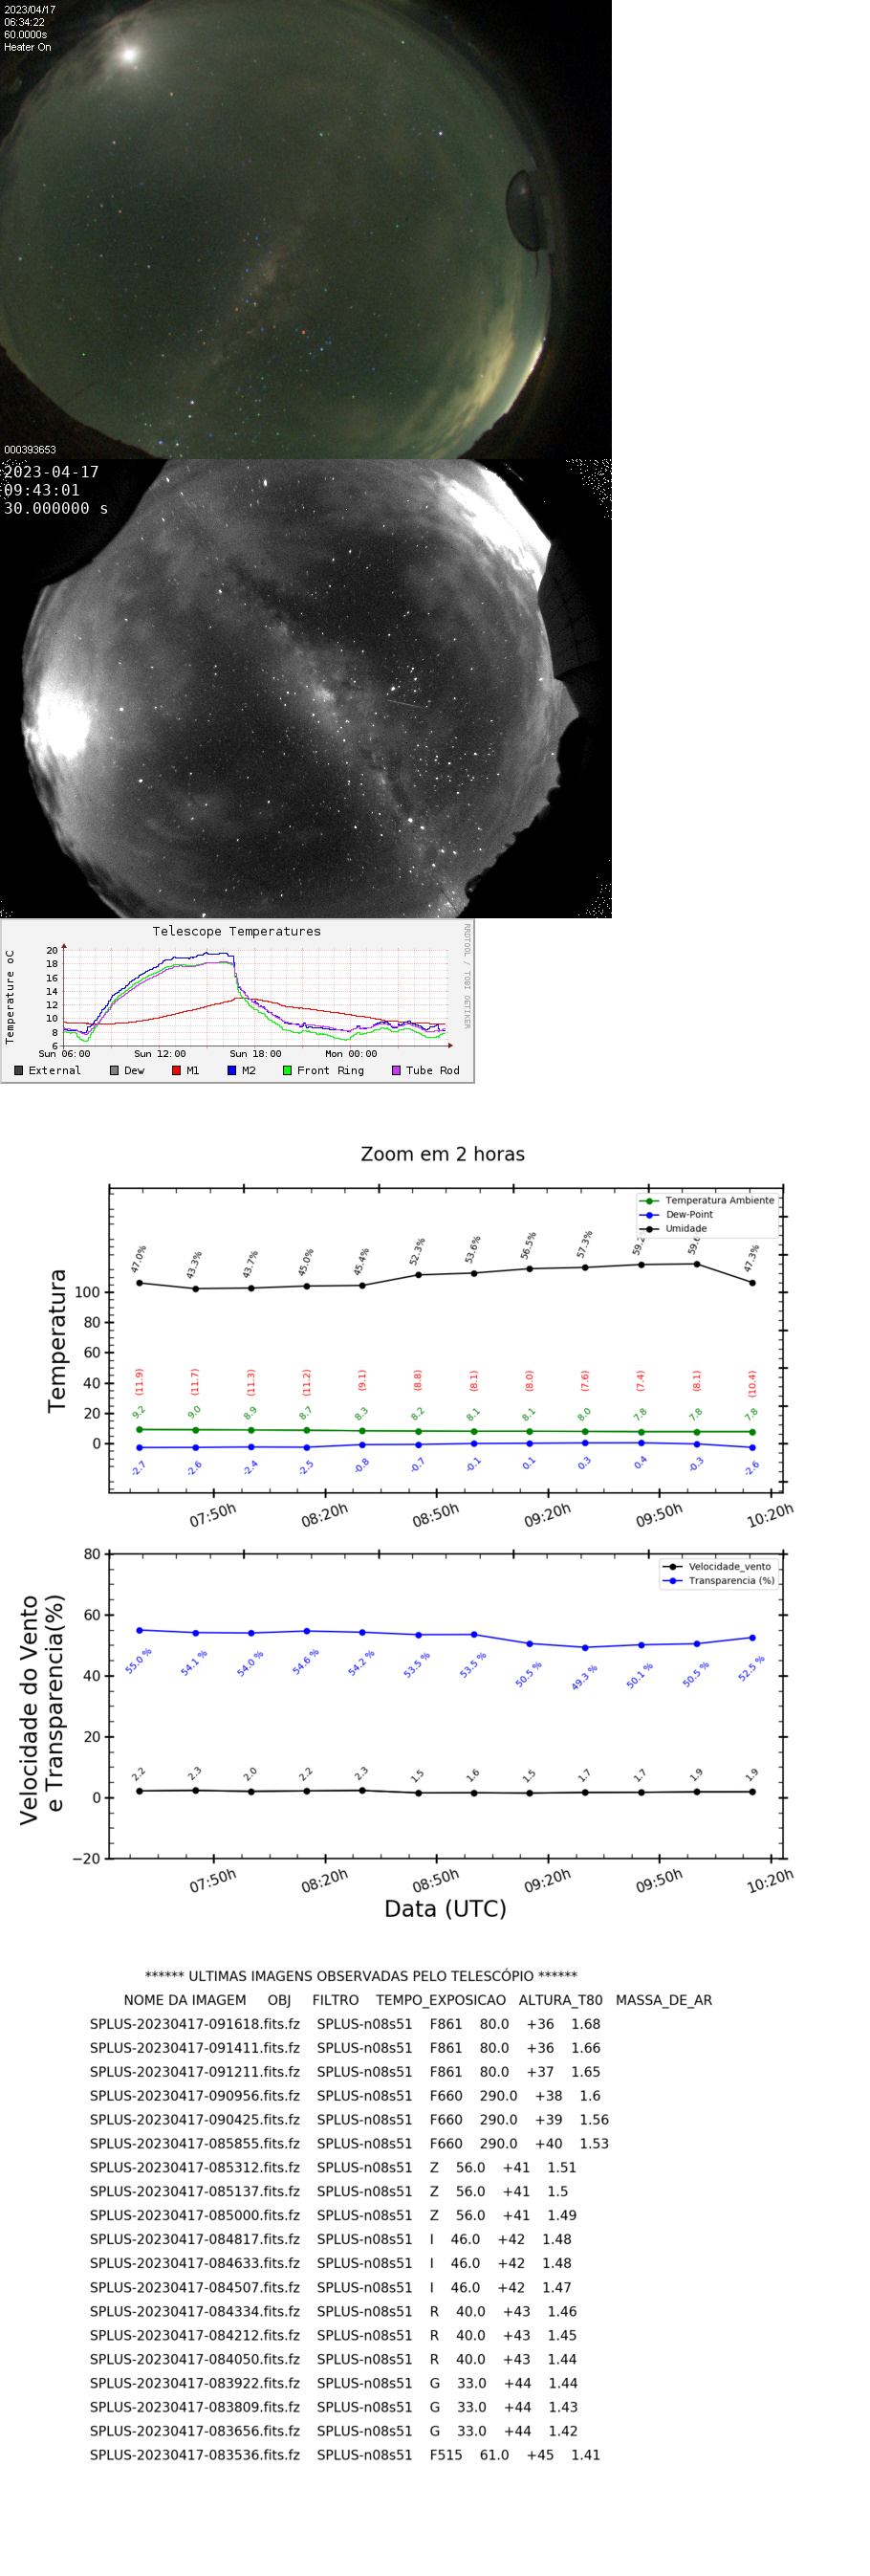 2023/04/17
06:34:22
60.0000s
Heater On
000393653
2023-04-17
09:43:01
30.000000 s
Telescope Temperatures
RRDTOOL / TOBI OETIKER
Temperature oC
20
18
16
14
12
10
8
6
Sun 06:00 Sun 12:00 Sun 18:00 Mon 00:00
External Dew M1 M2 Front Ring Tube Rod
Zoom em 2 horas
Temperatura Ambiente
Dew-Point
Umidade
47.0% 43.3% 43.7% 45.0% 45.4% 52.3% 53.6% 56.5% 57.3% 59. 59. 47.3%
Temperatura
100
80
60
40
20
0
(11.9) (11.7) (11.3) (11.2) (9.1) (8.8) (8.1) (8.0) (7.6) (7.4) (8.1) (10.4)
9.2 9.0 8.9 8.7 8.3 8.2 8.1 8.1 8.0 7.8 7.8 7.8
-2.7 -2.6 -2.4 -2.5 -0.8 -0.7 -0.1 0.1 0.3 0.4 -0.3 -2.6
07:50h 08:20h 08:50h 09:20h 09:50h 10:20h
Velocidade do Vento
e Transparencia(%)
80
60
40
20
0
−20
Velocidade_vento
Transparencia (%)
55.0 % 54.1 % 54.0 % 54.6 % 54.2 % 53.5 % 53.5 % 50.5 % 49.3 % 50.1 % 50.5 % 52.5 %
2.2 2.3 2.0 2.2 2.3 1.5 1.6 1.5 1.7 1.7 1.9 1.9
07:50h 08:20h 08:50h 09:20h 09:50h 10:20h
Data (UTC)
****** ULTIMAS IMAGENS OBSERVADAS PELO TELESCÓPIO ******
NOME DA IMAGEM OBJ FILTRO TEMPO_EXPOSICAO ALTURA_T80 MASSA_DE_AR
SPLUS-20230417-091618.fits.fz SPLUS-n08s51 F861 80.0 +36 1.68
SPLUS-20230417-091411.fits.fz SPLUS-n08s51 F861 80.0 +36 1.66
SPLUS-20230417-091211.fits.fz SPLUS-n08s51 F861 80.0 +37 1.65
SPLUS-20230417-090956.fits.fz SPLUS-n08s51 F660 290.0 +38 1.6
SPLUS-20230417-090425.fits.fz SPLUS-n08s51 F660 290.0 +39 1.56
SPLUS-20230417-085855.fits.fz SPLUS-n08s51 F660 290.0 +40 1.53
SPLUS-20230417-085312.fits.fz SPLUS-n08s51 Z 56.0 +41 1.51
SPLUS-20230417-085137.fits.fz SPLUS-n08s51 Z 56.0 +41 1.5
SPLUS-20230417-085000.fits.fz SPLUS-n08s51 Z 56.0 +41 1.49
SPLUS-20230417-084817.fits.fz SPLUS-n08s51 I 46.0 +42 1.48
SPLUS-20230417-084633.fits.fz SPLUS-n08s51 I 46.0 +42 1.48
SPLUS-20230417-084507.fits.fz SPLUS-n08s51 I 46.0 +42 1.47
SPLUS-20230417-084334.fits.fz SPLUS-n08s51 R 40.0 +43 1.46
SPLUS-20230417-084212.fits.fz SPLUS-n08s51 R 40.0 +43 1.45
SPLUS-20230417-084050.fits.fz SPLUS-n08s51 R 40.0 +43 1.44
SPLUS-20230417-083922.fits.fz SPLUS-n08s51 G 33.0 +44 1.44
SPLUS-20230417-083809.fits.fz SPLUS-n08s51 G 33.0 +44 1.43
SPLUS-20230417-083656.fits.fz SPLUS-n08s51 G 33.0 +44 1.42
SPLUS-20230417-083536.fits.fz SPLUS-n08s51 F515 61.0 +45 1.41